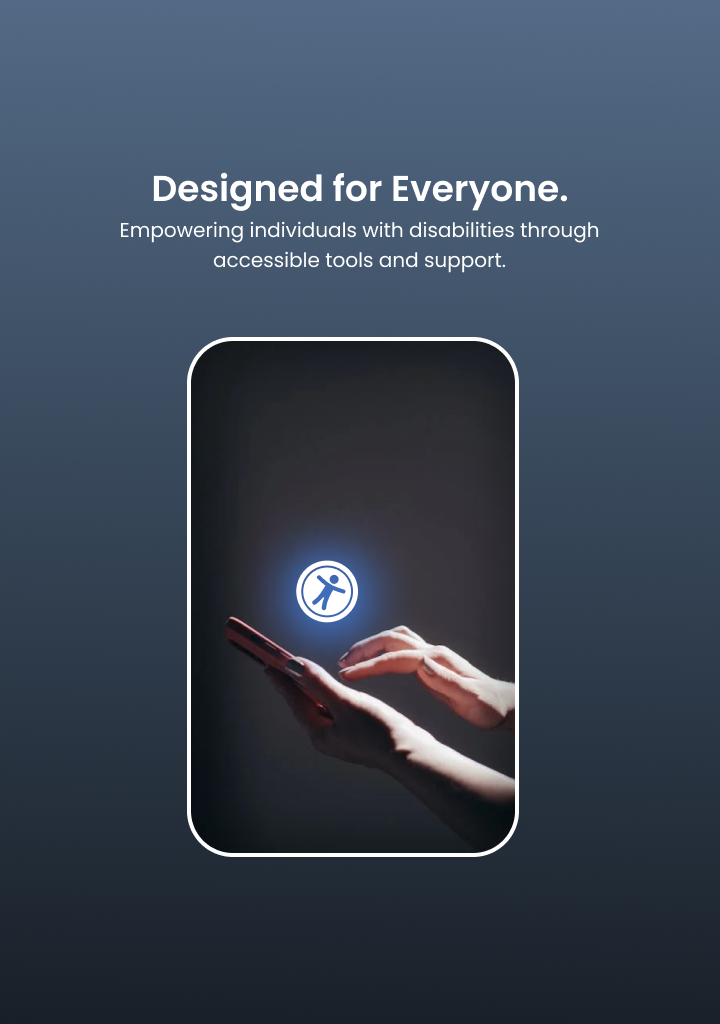 Designed for Everyone.
Empowering individuals with disabilities through
accessible tools and support.